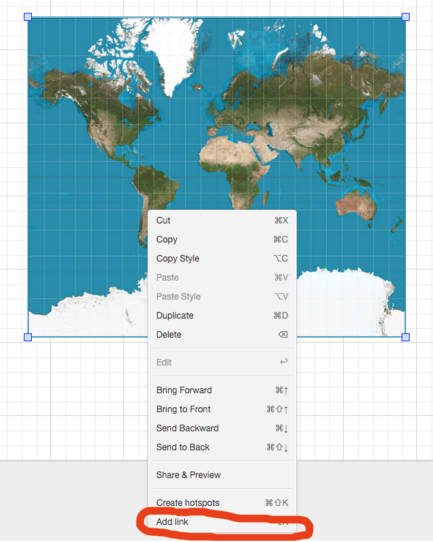 Cut ⌘X
Copy ⌘C
Copy Style ⌥C
Paste ⌘V
Paste Style ⌥V
Duplicate ⌘D
Delete ⌫
Edit ↩
Bring Forward ⌘↑
Bring to Front ⌘⇧↑
Send Backward ⌘↓
Send to Back ⌘⇧↓
Share & Preview
Create hotspots ⌘⇧K
Add link